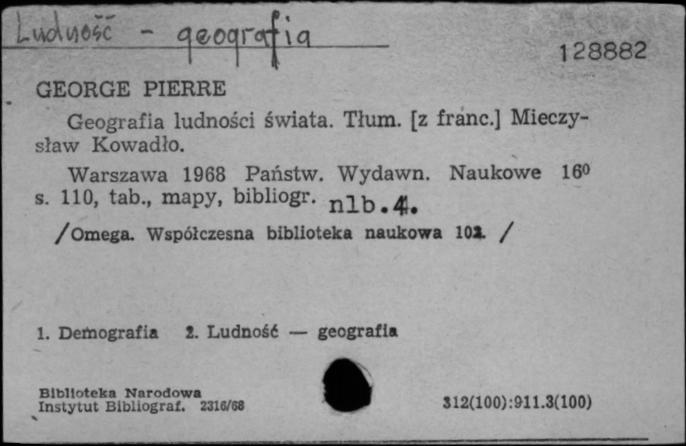 Ludność - geografia
128882
GEORGE PIERRE
Geografia ludności świata. Tłum. [z franc.] Mieczy-
sław Kowadło.
Warszawa 1968 Państw. Wydawn. Naukowe 16⁰
s. 110, tab., mapy, bibliogr. nlb.4.
/Omega. Współczesna biblioteka naukowa 102. /
1. Demografia 2. Ludność — geografia
Biblioteka Narodowa
Instytut Bibliograf. 2316/68
312(100):911.3(100)